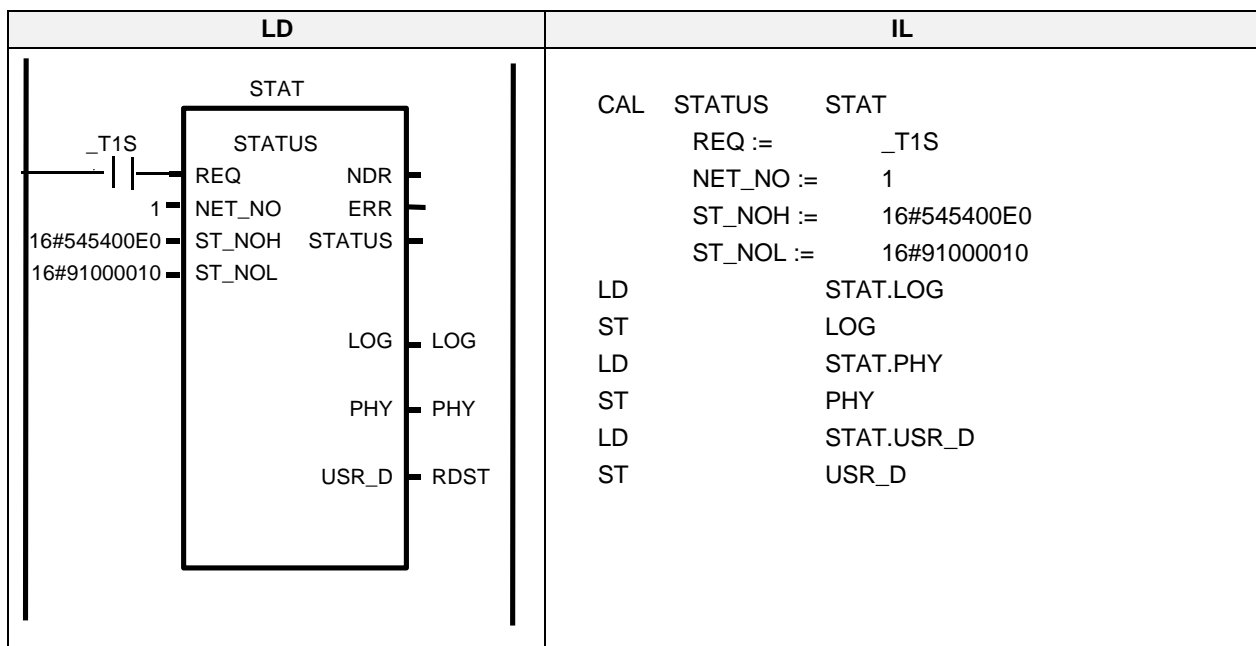 LD
IL
STAT
_T1S
STATUS
REQ NDR
1 NET_NO ERR
16#545400E0 ST_NOH STATUS
16#91000010 ST_NOL
LOG LOG
PHY PHY
USR_D RDST
CAL STATUS STAT
REQ := _T1S
NET_NO := 1
ST_NOH := 16#545400E0
ST_NOL := 16#91000010
LD STAT.LOG
ST LOG
LD STAT.PHY
ST PHY
LD STAT.USR_D
ST USR_D